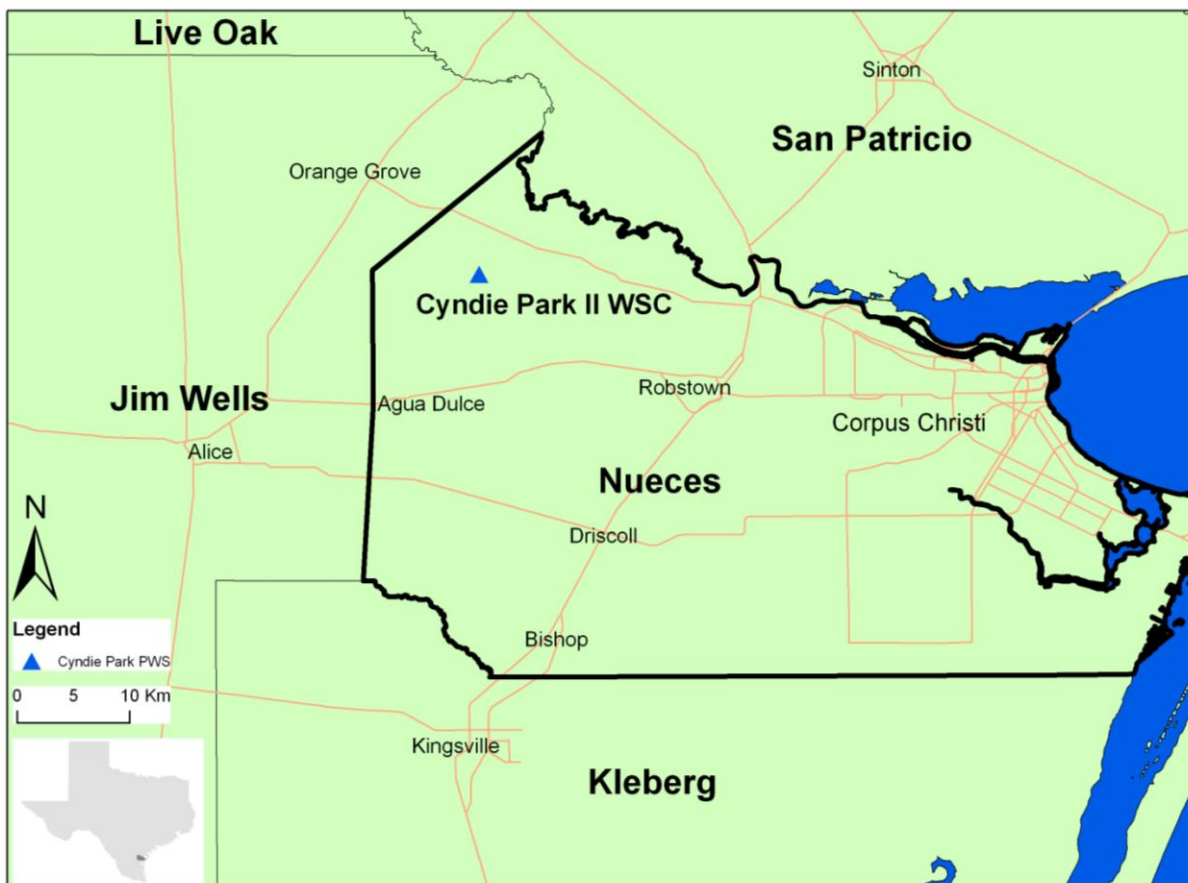 Live Oak
Sinton
San Patricio
Orange Grove
Cyndie Park II WSC
Robstown
Jim Wells
Agua Dulce
Corpus Christi
Alice
Nueces
N
Driscoll
Legend
Bishop
Cyndie Park PWS
0 5 10 Km
Kingsville
Kleberg